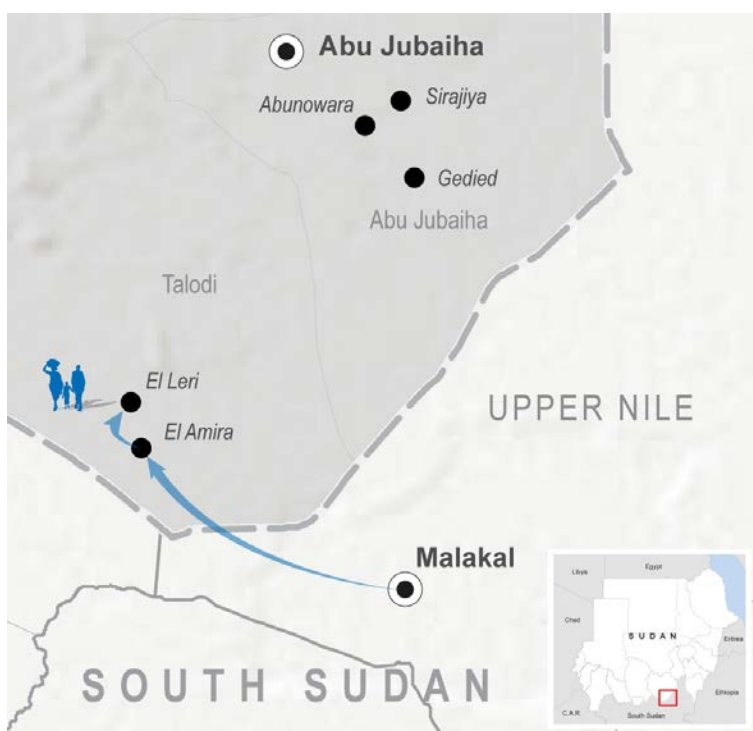 Abu Jubaiha
Sirajiya
Abunowara
Gedied
Abu Jubaiha
Talodi
El Leri
El Amira
UPPER NILE
Malakal
SOUTH SUDAN
Libya
Egypt
Chad
SUDAN
Eritrea
Ethiopia
C.A.R.
South Sudan